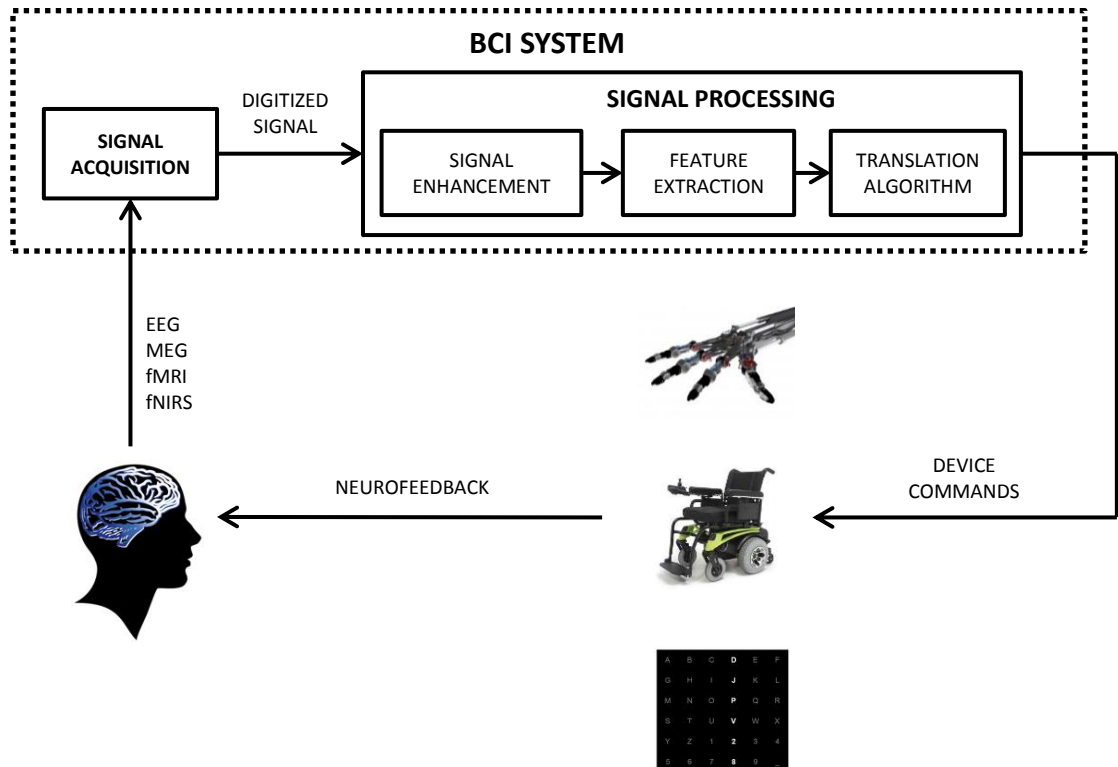 BCI SYSTEM
SIGNAL PROCESSING
DIGITIZED
SIGNAL
SIGNAL
ACQUISITION
SIGNAL
ENHANCEMENT
FEATURE
EXTRACTION
TRANSLATION
ALGORITHM
EEG
MEG
fMRI
fNIRS
NEUROFEEDBACK
DEVICE
COMMANDS
A B C D E F
G H I J K L
M N O P Q R
S T U V W X
Y Z 1 2 3 4
5 6 7 8 9 _